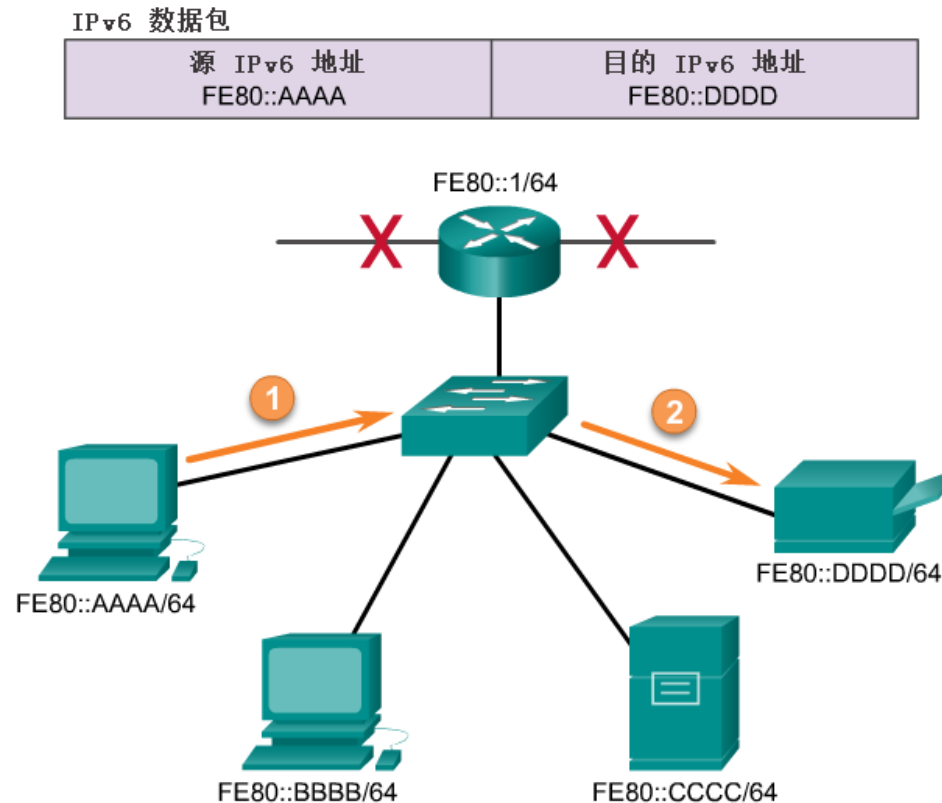 IPv6 数据包
源 IPv6 地址
FE80::AAAA
目的 IPv6 地址
FE80::DDDD
FE80::1/64
1
2
FE80::AAAA/64
FE80::DDDD/64
FE80::BBBB/64
FE80::CCCC/64